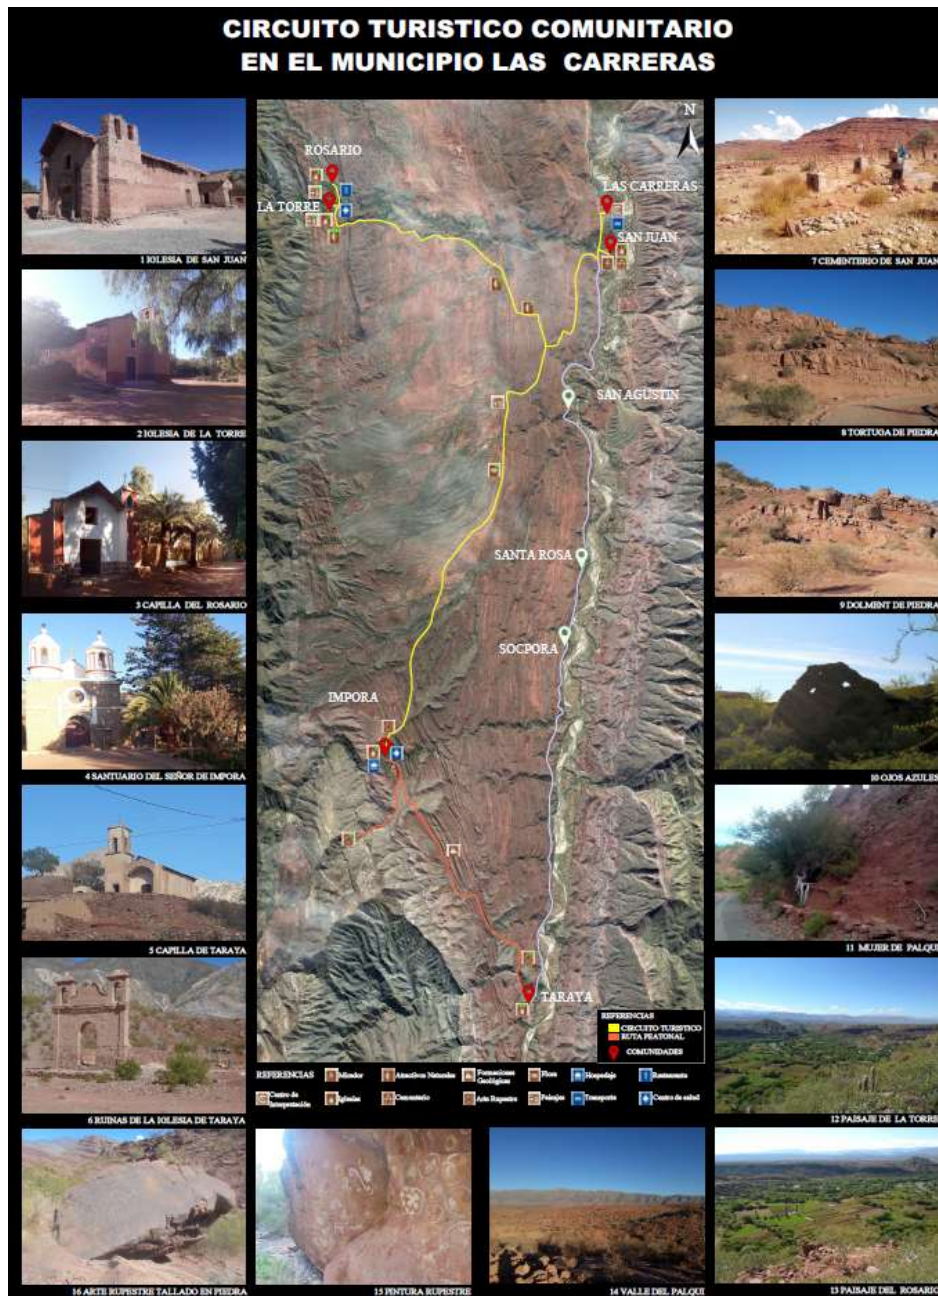 CIRCUITO TURISTICO COMUNITARIO
EN EL MUNICIPIO LAS CARRERAS
1 IGLESIA DE SAN JUAN
2 IGLESIA DE LA TORRE
3 CAPILLA DEL ROSARIO
4 SANTUARIO DEL SEÑOR DE IMPORA
5 CAPILLA DE TARAYA
6 RUINAS DE LA IGLESIA DE TARAYA
16 ARTE RUPESTRE TALLADO EN PIEDRA
N
ROSARIO
LA TORRE
LAS CARRERAS
SAN JUAN
SAN AGUSTIN
SANTA ROSA
SOCPORA
IMPORA
TARAYA
REFERENCIAS
CIRCUITO TURISTICO
RUTA PEATONAL
COMUNIDADES
REFERENCIAS
Mirador
Atractivos Naturales
Formaciones
Geológicas
Flora
Hospedaje
Restaurante
Centro de
Interpretación
Iglesias
Cementerio
Arte Rupestre
Paisajes
Transporte
Centro de salud
15 PINTURA RUPESTRE
14 VALLE DEL PALQUI
7 CEMENTERIO DE SAN JUAN
8 TORTUGA DE PIEDRA
9 DOLMENT DE PIEDRA
10 OJOS AZULES
11 MUJER DE PALQUI
12 PAISAJE DE LA TORRE
13 PAISAJE DEL ROSARIO